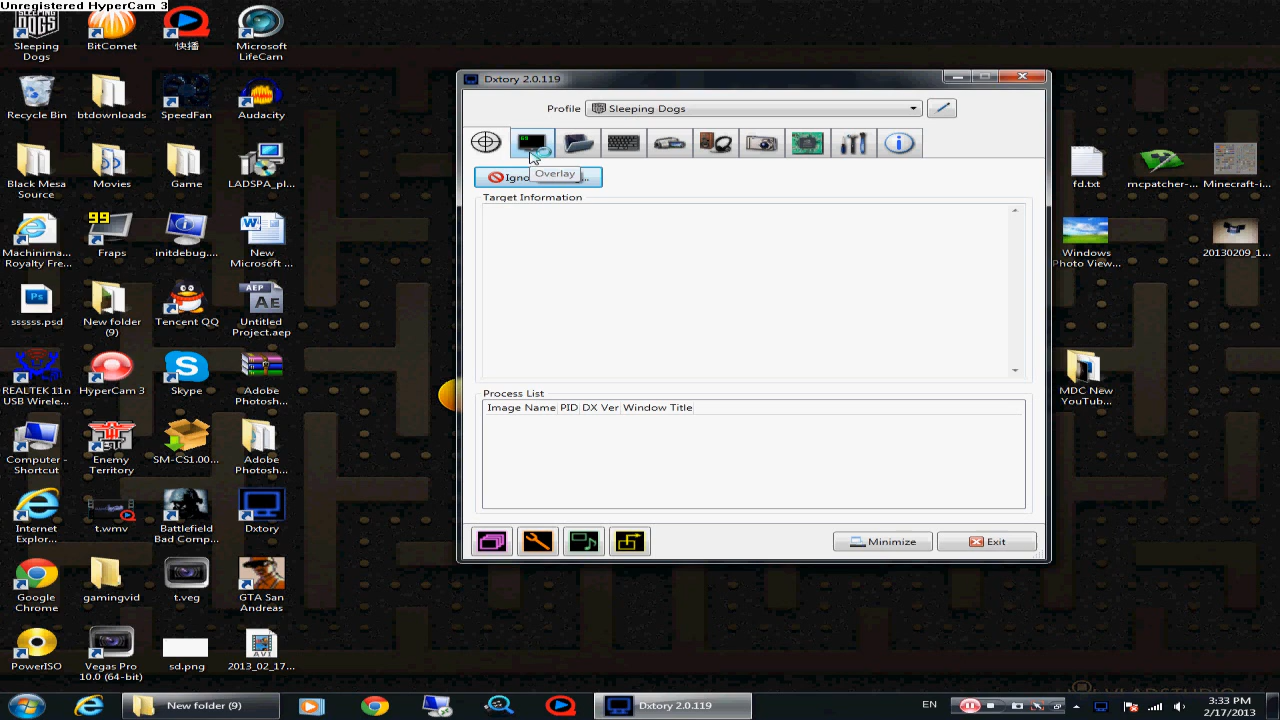 Unregistered HyperCam 3
Sleeping
Dogs
BitComet
快播
Microsoft
LifeCam
Recycle Bin
btdownloads
SpeedFan
Audacity
Black Mesa
Source
Movies
Game
LADSPA_pl...
99
Machinima...
Royalty Fre...
Fraps
initdebug....
New
Microsoft ...
Ps
ssssss.psd
New folder
(9)
Tencent QQ
AEP
Ae
Untitled
Project.aep
REALTEK 11n
USB Wirele...
HyperCam 3
Skype
Adobe
Photosh...
Computer -
Shortcut
Enemy
Territory
SM-CS1.00...
Adobe
Photosh...
Internet
Explor...
t.wmv
Battlefield
Bad Comp...
Dxtory
Google
Chrome
gamingvid
t.veg
GTA San
Andreas
PowerISO
Vegas Pro
10.0 (64-bit)
sd.png
AVI
2013_02_17...
Dxtory 2.0.119
Profile
Sleeping Dogs
Overlay
Target Information
Process List
Image Name PID DX Ver Window Title
Minimize
Exit
fd.txt
mcpatcher-...
Minecraft-i...
Windows
Photo View...
20130209_1...
MDC New
YouTub...
New folder (9)
Dxtory 2.0.119
EN
3:33 PM
2/17/2013